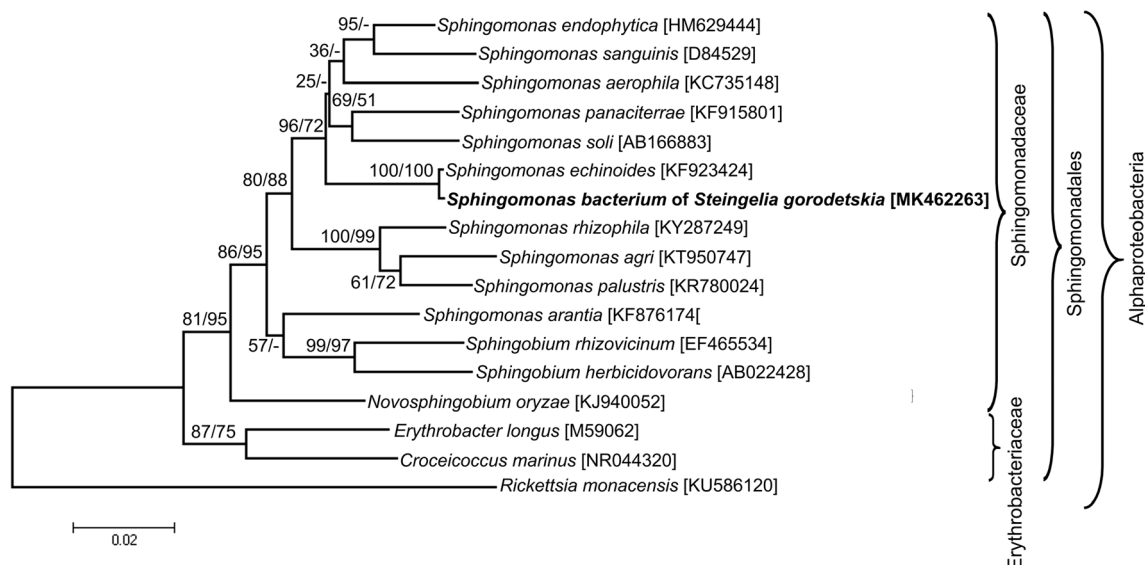 95/-
Sphingomonas endophytica [HM629444]
Sphingomonas sanguinis [D84529]
36/-
Sphingomonas aerophila [KC735148]
25/-
69/51
Sphingomonas panaciterrae [KF915801]
Sphingomonas soli [AB166883]
96/72
100/100
Sphingomonas echinoides [KF923424]
Sphingomonas bacterium of Steingelia gorodetskia [MK462263]
80/88
Sphingomonas rhizophila [KY287249]
100/99
Sphingomonas agri [KT950747]
61/72
Sphingomonas palustris [KR780024]
86/95
Sphingomonas arantia [KF876174[
57/-
99/97
Sphingobium rhizovicinum [EF465534]
Sphingobium herbicidovorans [AB022428]
81/95
Novosphingobium oryzae [KJ940052]
87/75
Erythrobacter longus [M59062]
Croceicoccus marinus [NR044320]
Rickettsia monacensis [KU586120]
0.02
Sphingomonadaceae
Erythrobacteriaceae
Sphingomonadales
Alphaproteobacteria
}